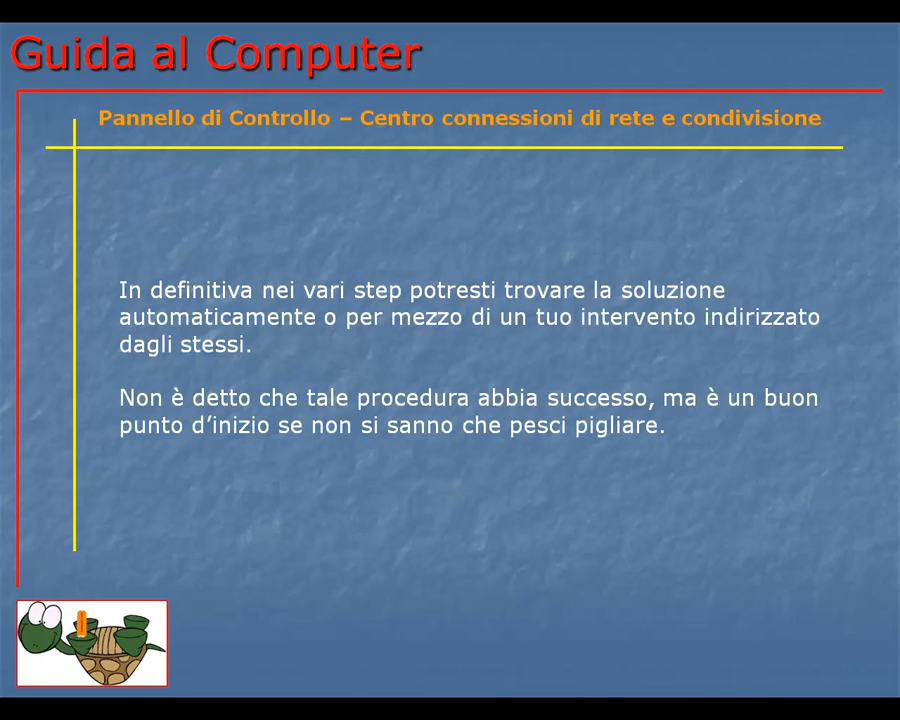 Guida al Computer
Pannello di Controllo – Centro connessioni di rete e condivisione
In definitiva nei vari step potresti trovare la soluzione
automaticamente o per mezzo di un tuo intervento indirizzato
dagli stessi.
Non è detto che tale procedura abbia successo, ma è un buon
punto d’inizio se non si sanno che pesci pigliare.